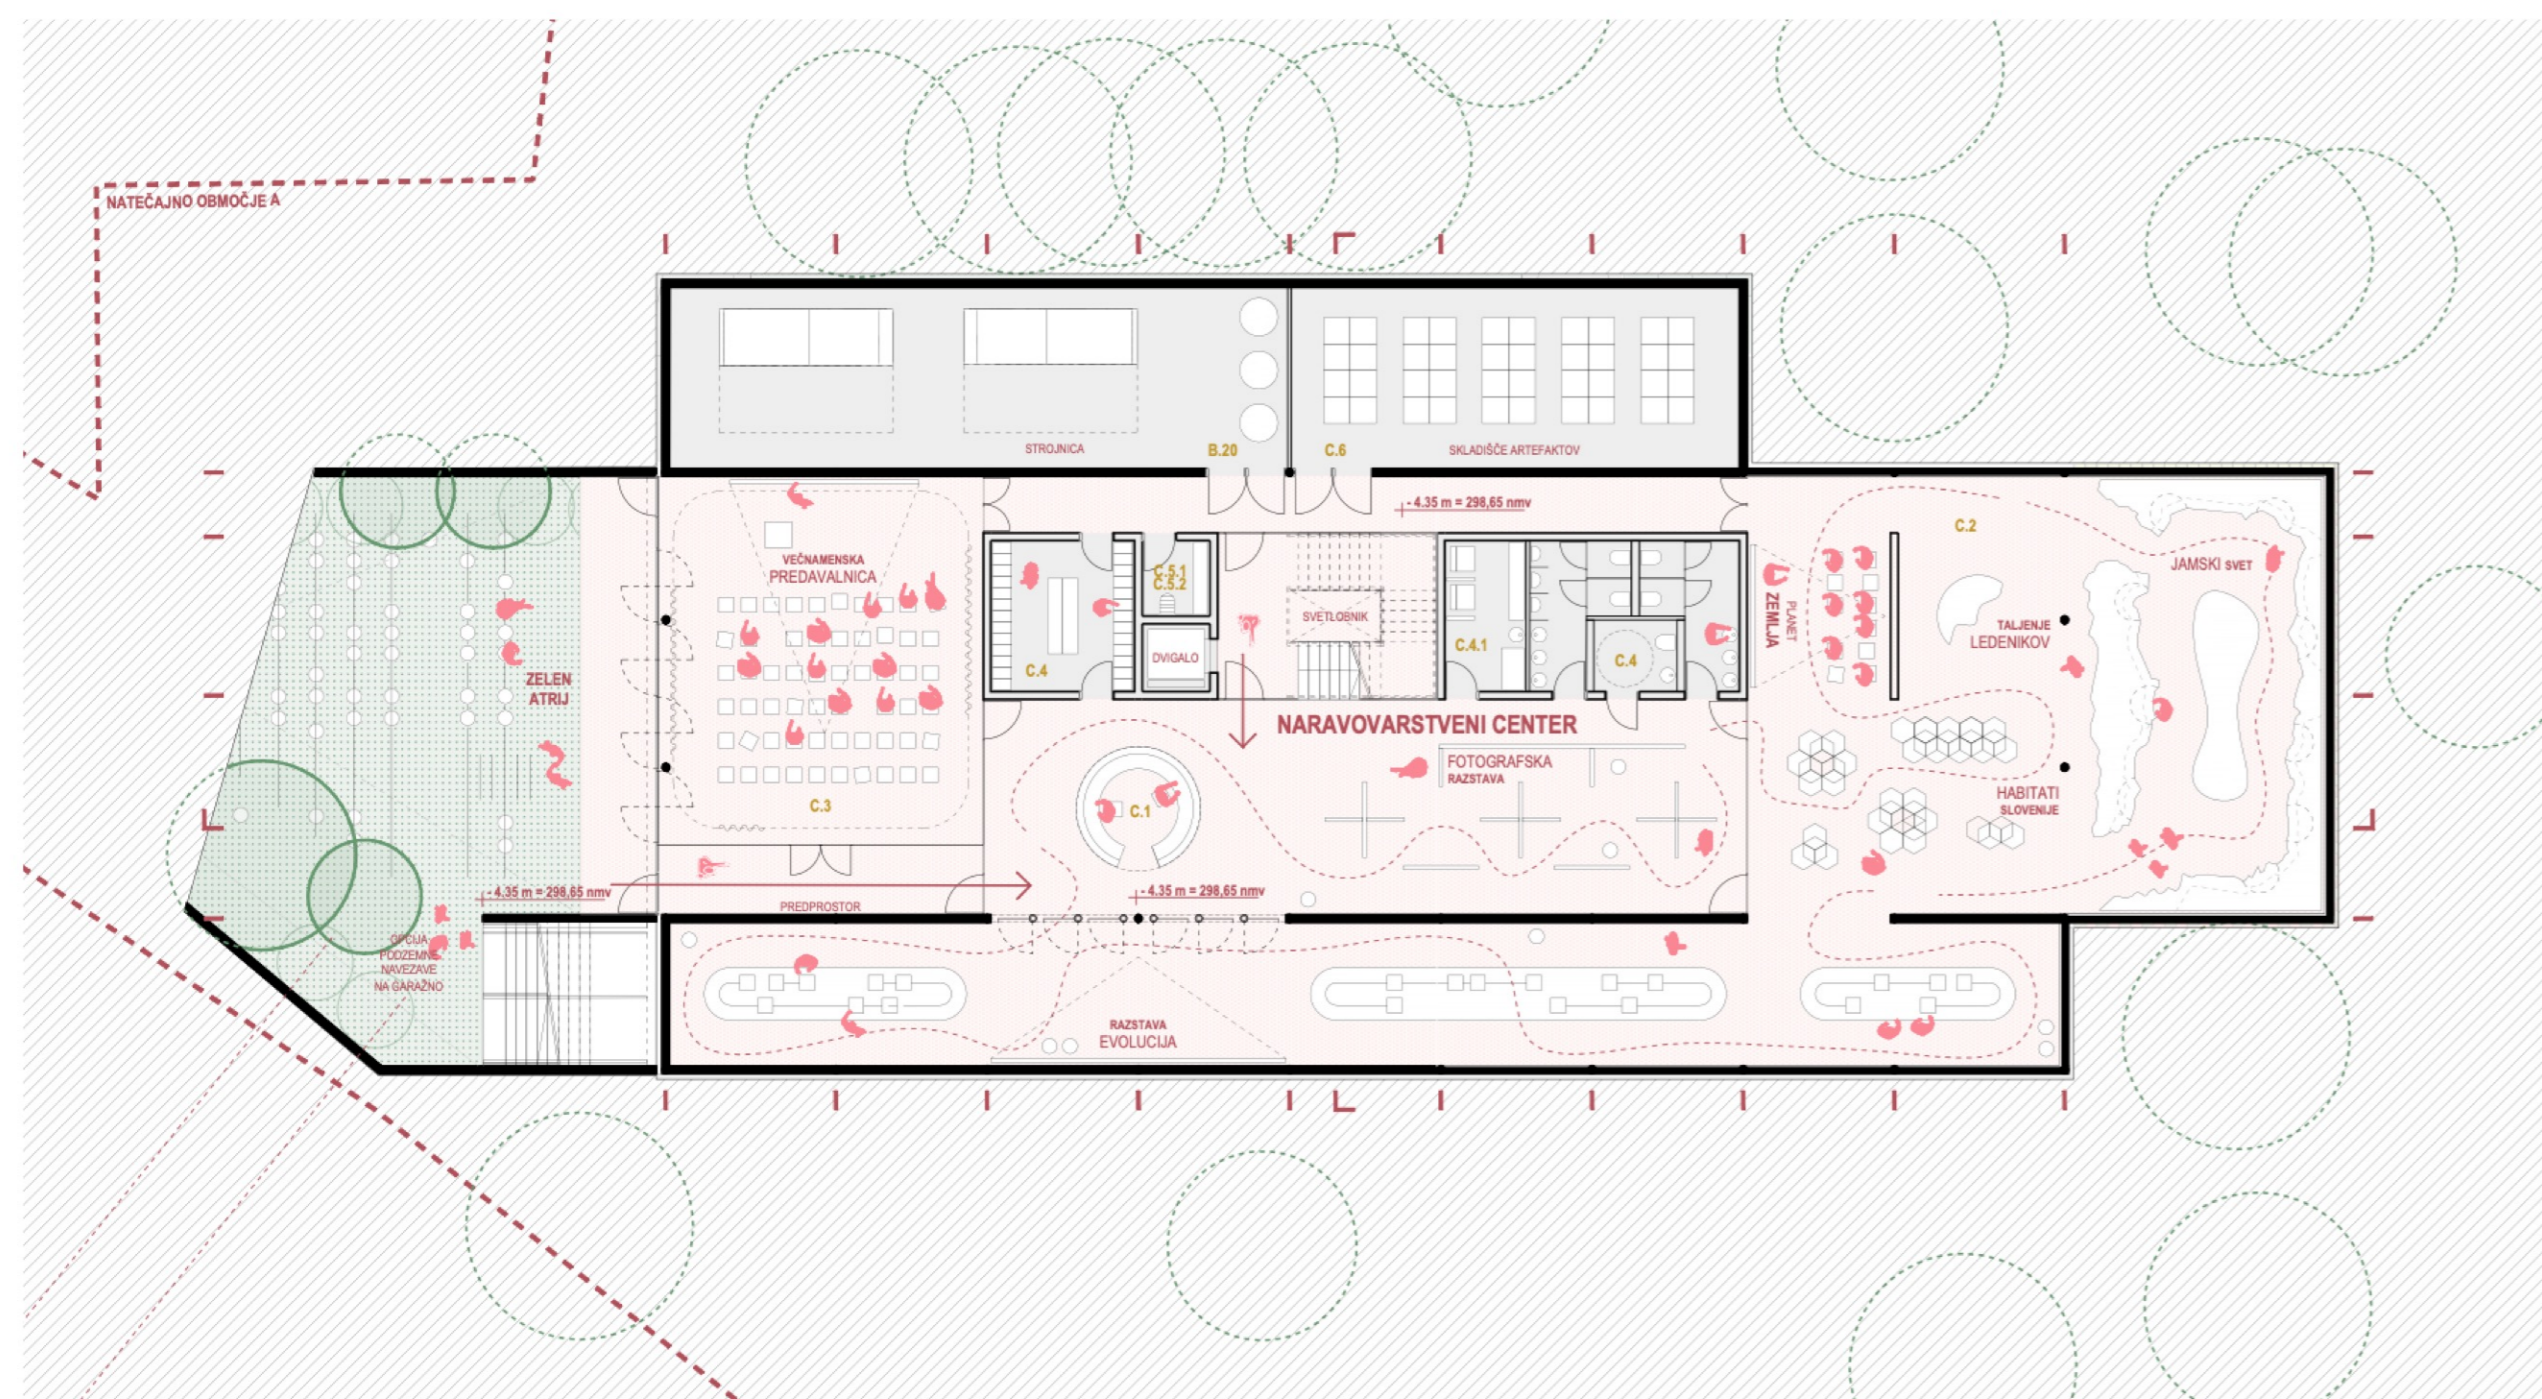 NATEČAJNO OBMOČJE A
STROJNICA
B.20
C.6
SKLADIŠČE ARTEFAKTOV
- 4.35 m = 298,65 nmv
C.2
VEČNAMENSKA
PREDAVALNICA
C.5.1
C.5.2
JAMSKI SVET
SVETLOBNIK
PLANET
ZEMLJA
TALJENJE
LEDENIKOV
C.4.1
DVIGALO
C.4
C.4
ZELEN
ATRIJ
NARAVOVARSTVENI CENTER
FOTOGRAFSKA
RAZSTAVA
HABITATI
SLOVENIJE
C.3
C.1
- 4.35 m = 298,65 nmv
- 4.35 m = 298,65 nmv
PREDPROSTOR
OPCIJA
PODZEMNE
NAVEZAVE
NA GARAŽNO
RAZSTAVA
EVOLUCIJA